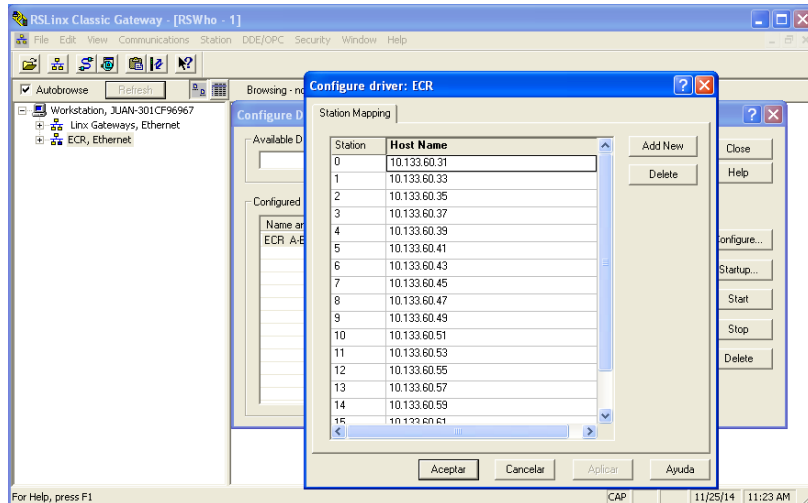 RSLinx Classic Gateway - [RSWho - 1]
File Edit View Communications Station DDE/OPC Security Window Help
Autobrowse Refresh Browsing - no
Workstation, JUAN-301CF96967
Linx Gateways, Ethernet
ECR, Ethernet
Configure D
Available D
Configured
Name an
ECR A-E
Close
Help
Configure...
Startup...
Start
Stop
Delete
Configure driver: ECR
Station Mapping
Station Host Name
0 10.133.60.31
1 10.133.60.33
2 10.133.60.35
3 10.133.60.37
4 10.133.60.39
5 10.133.60.41
6 10.133.60.43
7 10.133.60.45
8 10.133.60.47
9 10.133.60.49
10 10.133.60.51
11 10.133.60.53
12 10.133.60.55
13 10.133.60.57
14 10.133.60.59
15 10.133.60.61
Add New
Delete
Aceptar Cancelar Aplicar Ayuda
For Help, press F1 CAP 11/25/14 11:23 AM